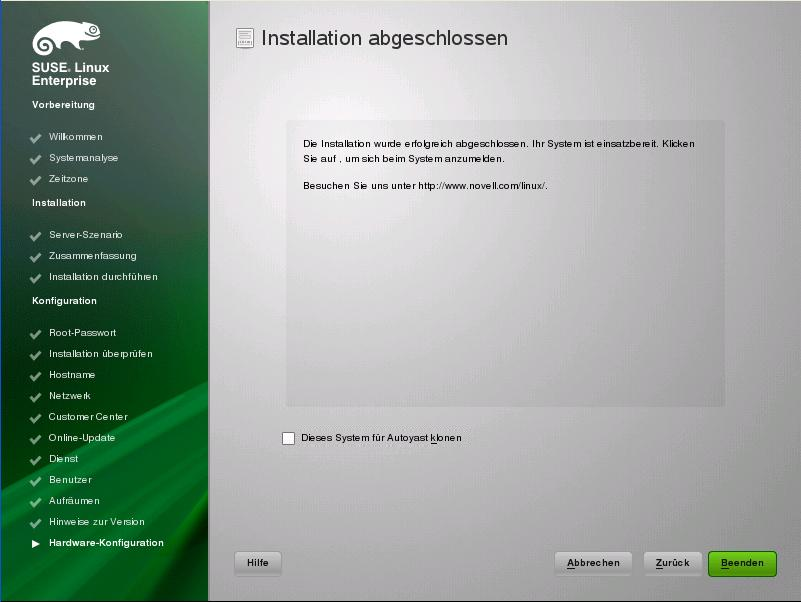 SUSE. Linux
Enterprise
Vorbereitung
Willkommen
Systemanalyse
Zeitzone
Installation
Server-Szenario
Zusammenfassung
Installation durchführen
Konfiguration
Root-Passwort
Installation überprüfen
Hostname
Netzwerk
Customer Center
Online-Update
Dienst
Benutzer
Aufräumen
Hinweise zur Version
Hardware-Konfiguration
Installation abgeschlossen
Die Installation wurde erfolgreich abgeschlossen. Ihr System ist einsatzbereit. Klicken
Sie auf , um sich beim System anzumelden.
Besuchen Sie uns unter http://www.novell.com/linux/.
Dieses System für Autoyast klonen
Hilfe
Abbrechen
Zurück
Beenden